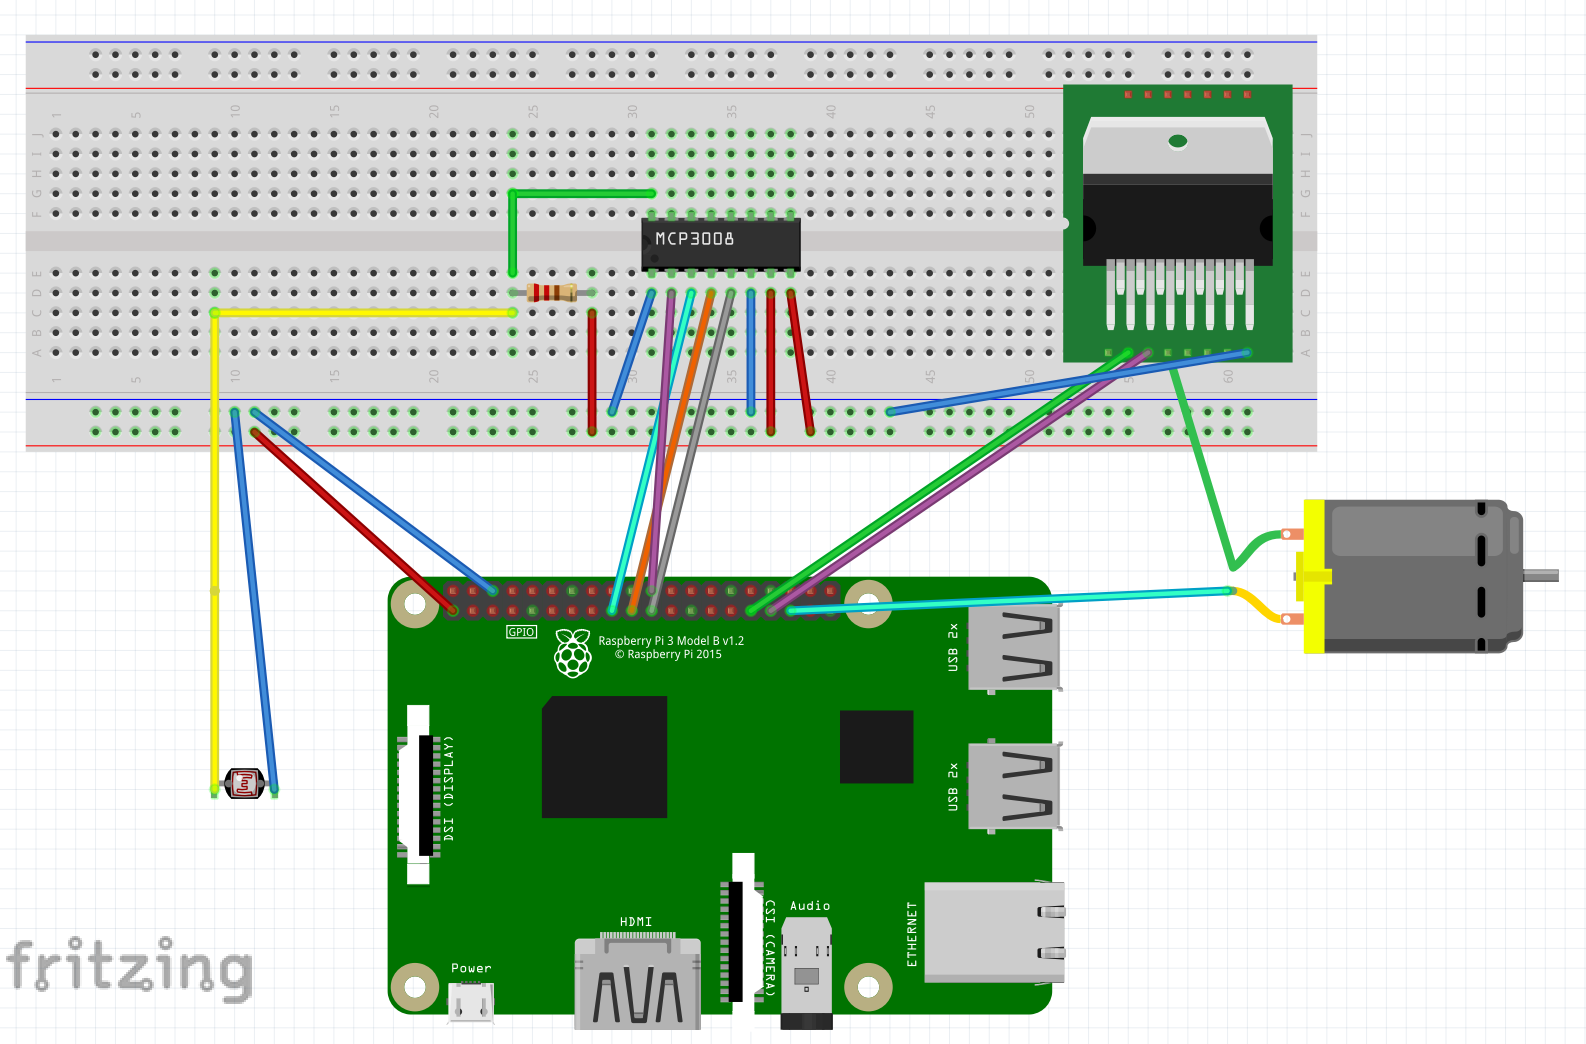 1 5 10 15 20 25 30 35 40 45 50
J J
I I
H H
G G
F F
MCP3008
E E
D D
C C
B B
A A
1 5 10 15 20 25 30 35 40 45 55 60
GPIO
Raspberry Pi 3 Model B v1.2
© Raspberry Pi 2015
USB 2x
DSI (DISPLAY)
USB 2x
HDMI
CSI (CAMERA)
Audio
ETHERNET
Power
fritzing